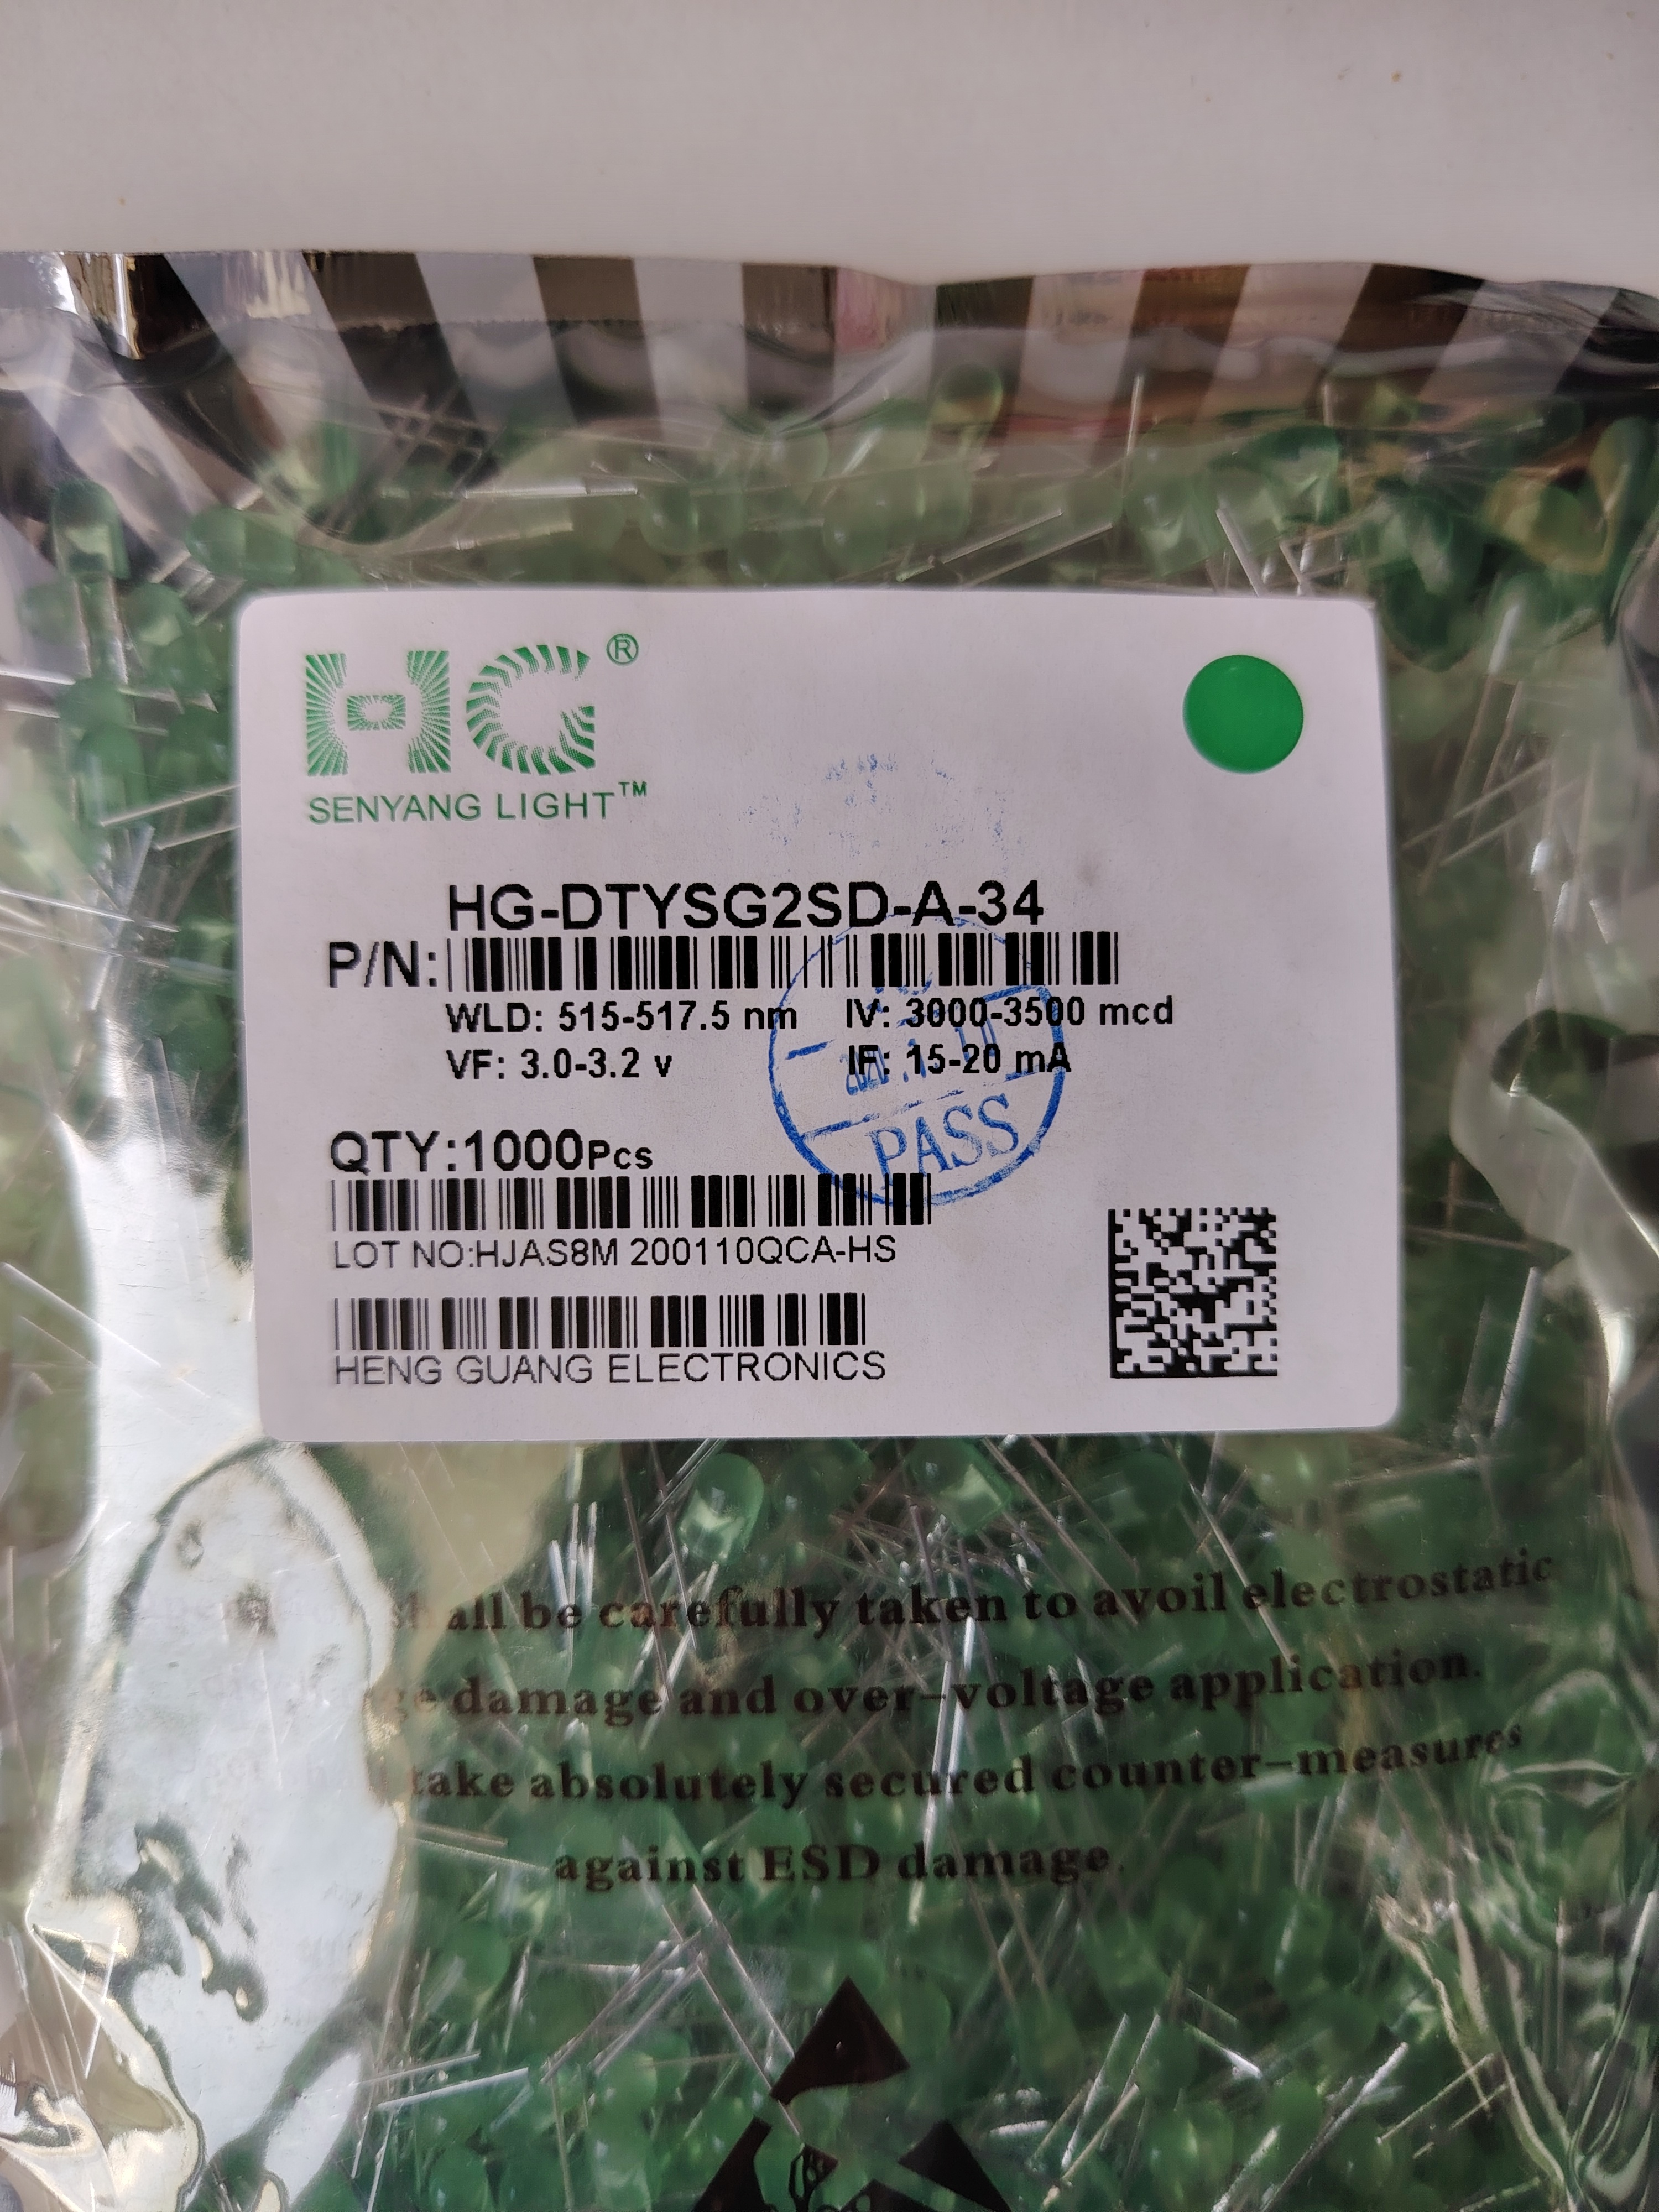 HG®
SENYANG LIGHT™
HG-DTYSG2SD-A-34
P/N:
WLD: 515-517.5 nm IV: 3000-3500 mcd
VF: 3.0-3.2 v IF: 15-20 mA
PASS
QTY:1000Pcs
LOT NO:HJAS8M 200110QCA-HS
HENG GUANG ELECTRONICS
all be carefully taken to avoil electrostatic
damage and over-voltage application.
take absolutely secured counter-measures
against ESD damage.